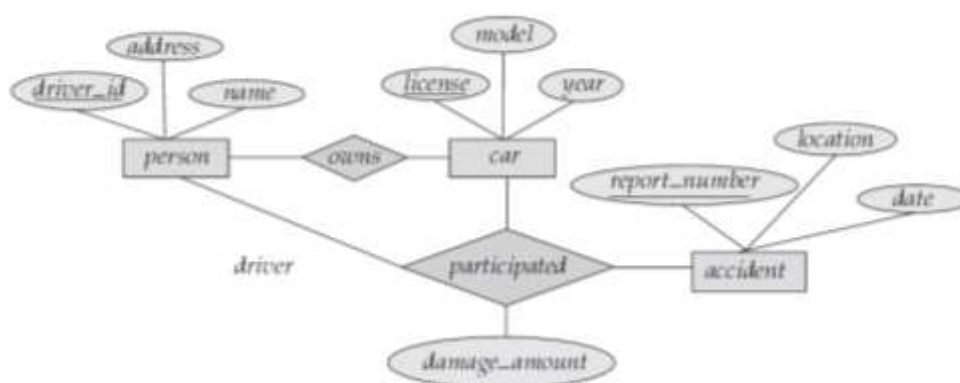 model
address
license
year
driver_id
name
location
person
owns
car
report_number
date
driver
participated
accident
damage_amount